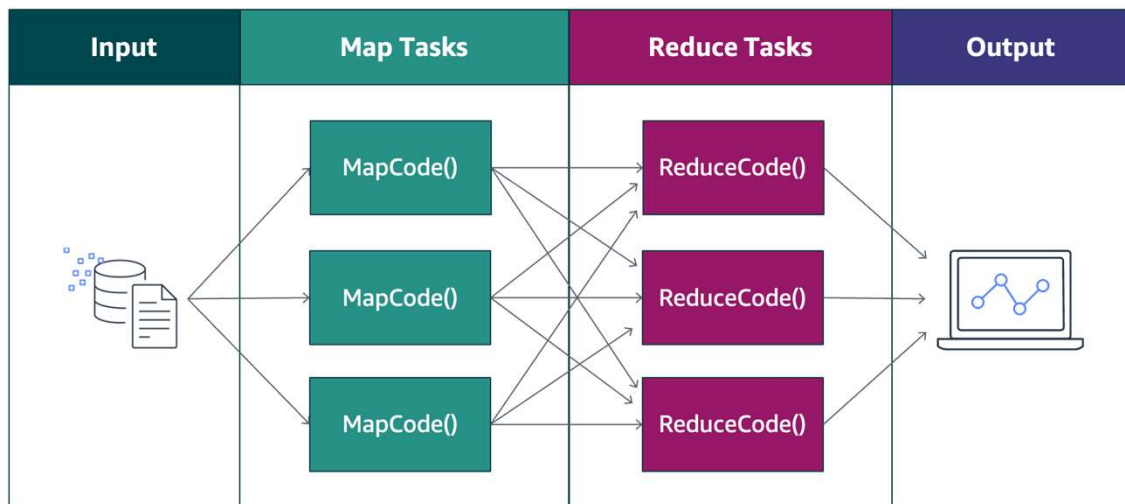 Input
Map Tasks
Reduce Tasks
Output
MapCode()
ReduceCode()
MapCode()
ReduceCode()
MapCode()
ReduceCode()